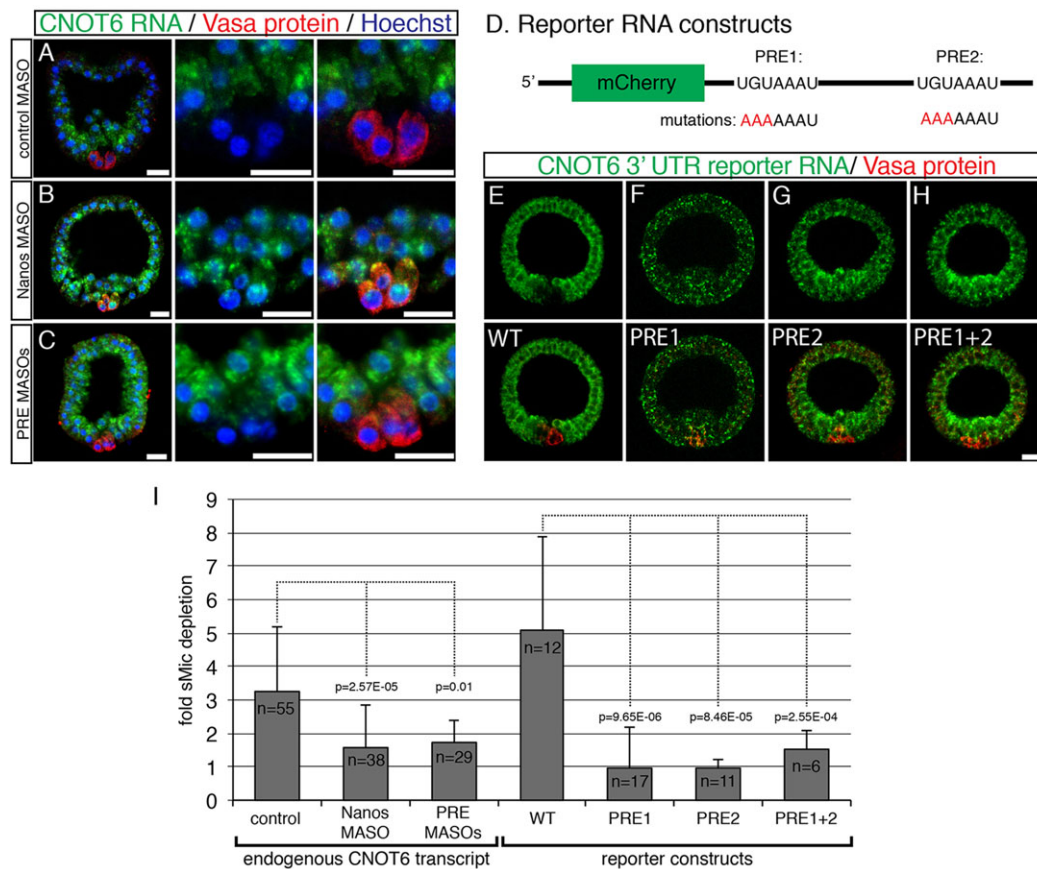 CNOT6 RNA / Vasa protein / Hoechst
A
control MASO
B
Nanos MASO
C
PRE MASOs
D. Reporter RNA constructs
PRE1: PRE2:
5' mCherry UGUAAAU UGUAAAU
mutations: AAAAAAU AAAAAAU
CNOT6 3' UTR reporter RNA/ Vasa protein
E F G H
WT PRE1 PRE2 PRE1+2
I
fold sMic depletion
9
8
7
6
5
4
3
2
1
0
n=55
p=2.57E-05
n=38
p=0.01
n=29
n=12
p=9.65E-06
n=17
p=8.46E-05
n=11
p=2.55E-04
n=6
control Nanos MASO PRE MASOs WT PRE1 PRE2 PRE1+2
endogenous CNOT6 transcript reporter constructs